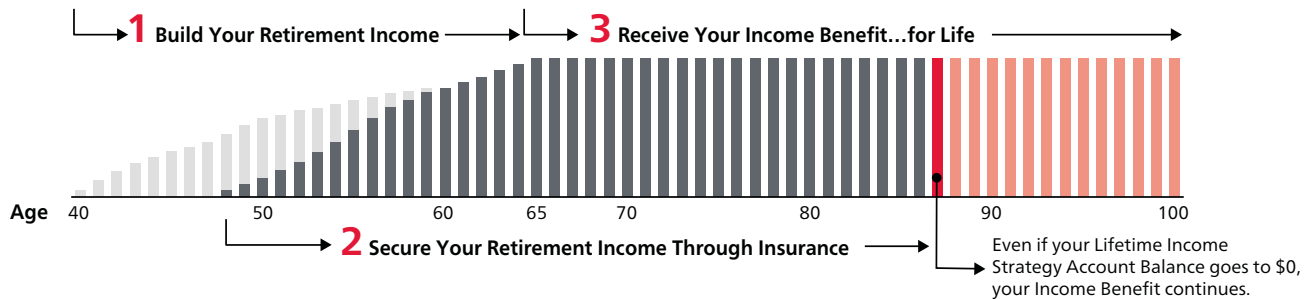 1 Build Your Retirement Income
3 Receive Your Income Benefit...for Life
Age 40 50 60 65 70 80 90 100
2 Secure Your Retirement Income Through Insurance
Even if your Lifetime Income
Strategy Account Balance goes to $0,
your Income Benefit continues.